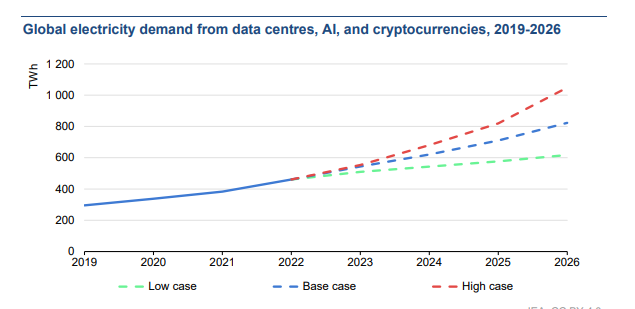 Global electricity demand from data centres, AI, and cryptocurrencies, 2019-2026
TWh
1 200
1 000
800
600
400
200
0
2019 2020 2021 2022 2023 2024 2025 2026
Low case Base case High case